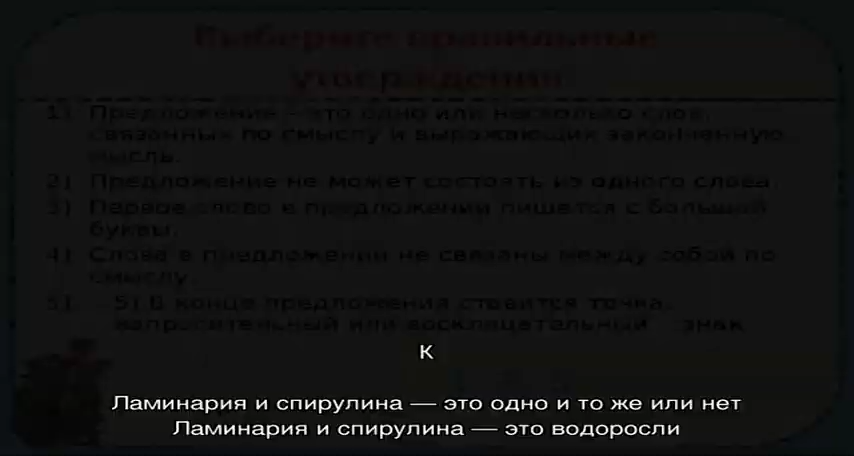 Выберите правильные
утверждения
1) Предложение – это одно или несколько слов,
связанных по смыслу и выражающих законченную
мысль.
2) Предложение не может состоять из одного слова.
3) Первое слово в предложении пишется с большой
буквы.
4) Слова в предложении не связаны между собой по
смыслу.
5) 5) В конце предложения ставится точка,
вопросительный или восклицательный знак
К
Ламинария и спирулина — это одно и то же или нет
Ламинария и спирулина — это водоросли